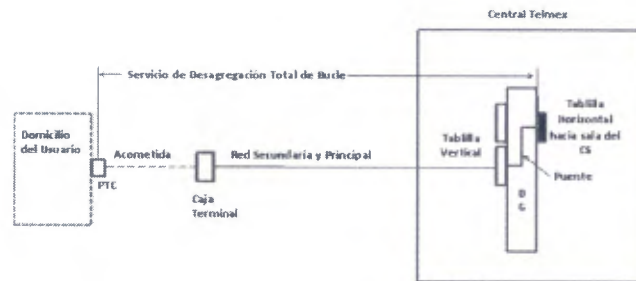 Central Telmex
Servicio de Desagregación Total de Bucle
Domicilio
del Usuario
Acometida
PTC
Caja
Terminal
Red Secundaria y Principal
Tablilla
Vertical
Tablilla
Horizontal
hacia sala del
CS
Puente
D
G